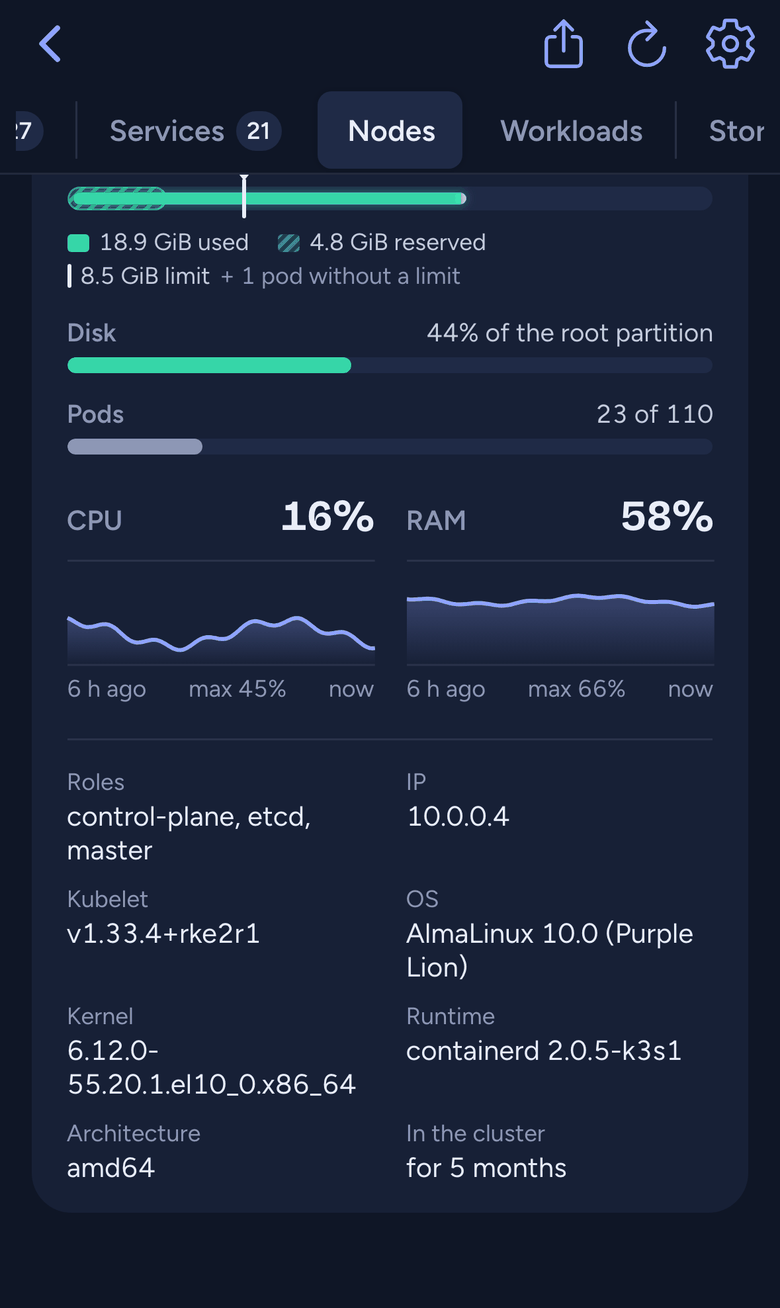 27
Services 21
Nodes
Workloads
Stor
18.9 GiB used
4.8 GiB reserved
8.5 GiB limit + 1 pod without a limit
Disk
44% of the root partition
Pods
23 of 110
CPU
16%
6 h ago
max 45%
now
RAM
58%
6 h ago
max 66%
now
Roles
control-plane, etcd,
master
IP
10.0.0.4
Kubelet
v1.33.4+rke2r1
OS
AlmaLinux 10.0 (Purple
Lion)
Kernel
6.12.0-
55.20.1.el10_0.x86_64
Runtime
containerd 2.0.5-k3s1
Architecture
amd64
In the cluster
for 5 months